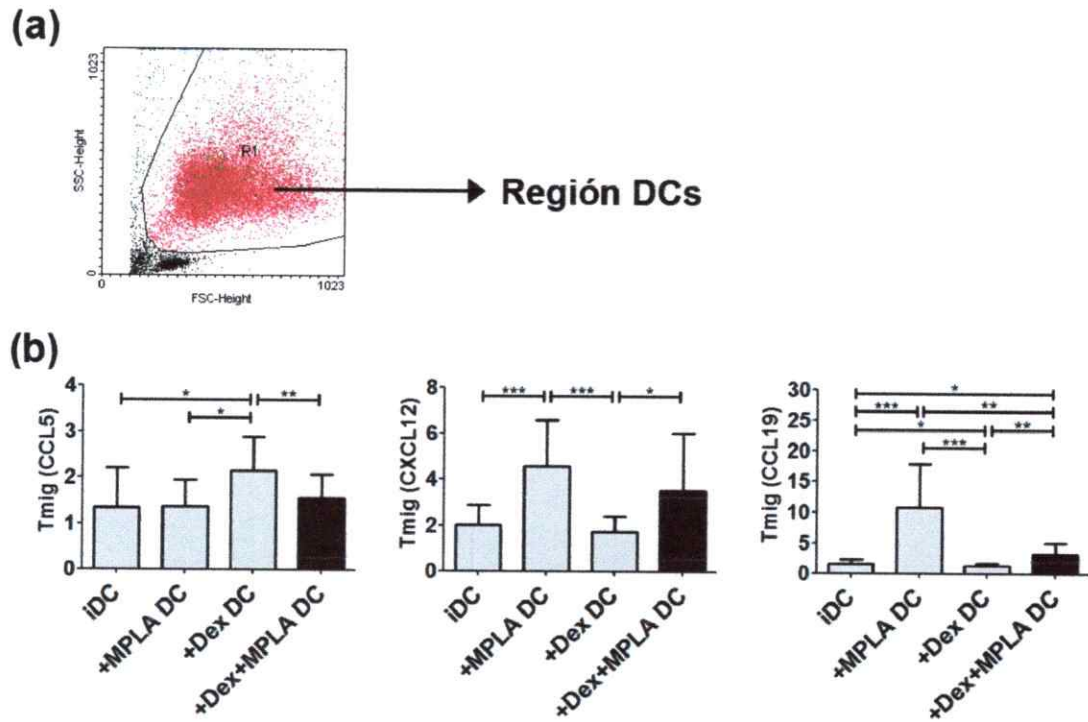 (a)
1023
SSC-Height
R1
0
0
1023
FSC-Height
Región DCs
(b)
Tmig (CCL5)
4
3
2
1
0
*
**
*
iDC
+MPLA DC
+Dex DC
+Dex+MPLA DC
Tmig (CXCL12)
8
6
4
2
0
***
***
*
iDC
+MPLA DC
+Dex DC
+Dex+MPLA DC
Tmig (CCL19)
30
25
20
15
10
5
0
*
***
**
*
**
***
iDC
+MPLA DC
+Dex DC
+Dex+MPLA DC